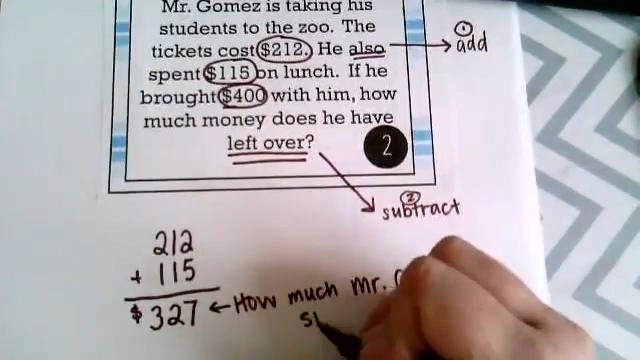 Mr. Gomez is taking his
students to the zoo. The
tickets cost $212. He also
spent $115 on lunch. If he
brought $400 with him, how
much money does he have
left over?
2
1
add
2
subtract
212
+ 115
$327 ← How much Mr.